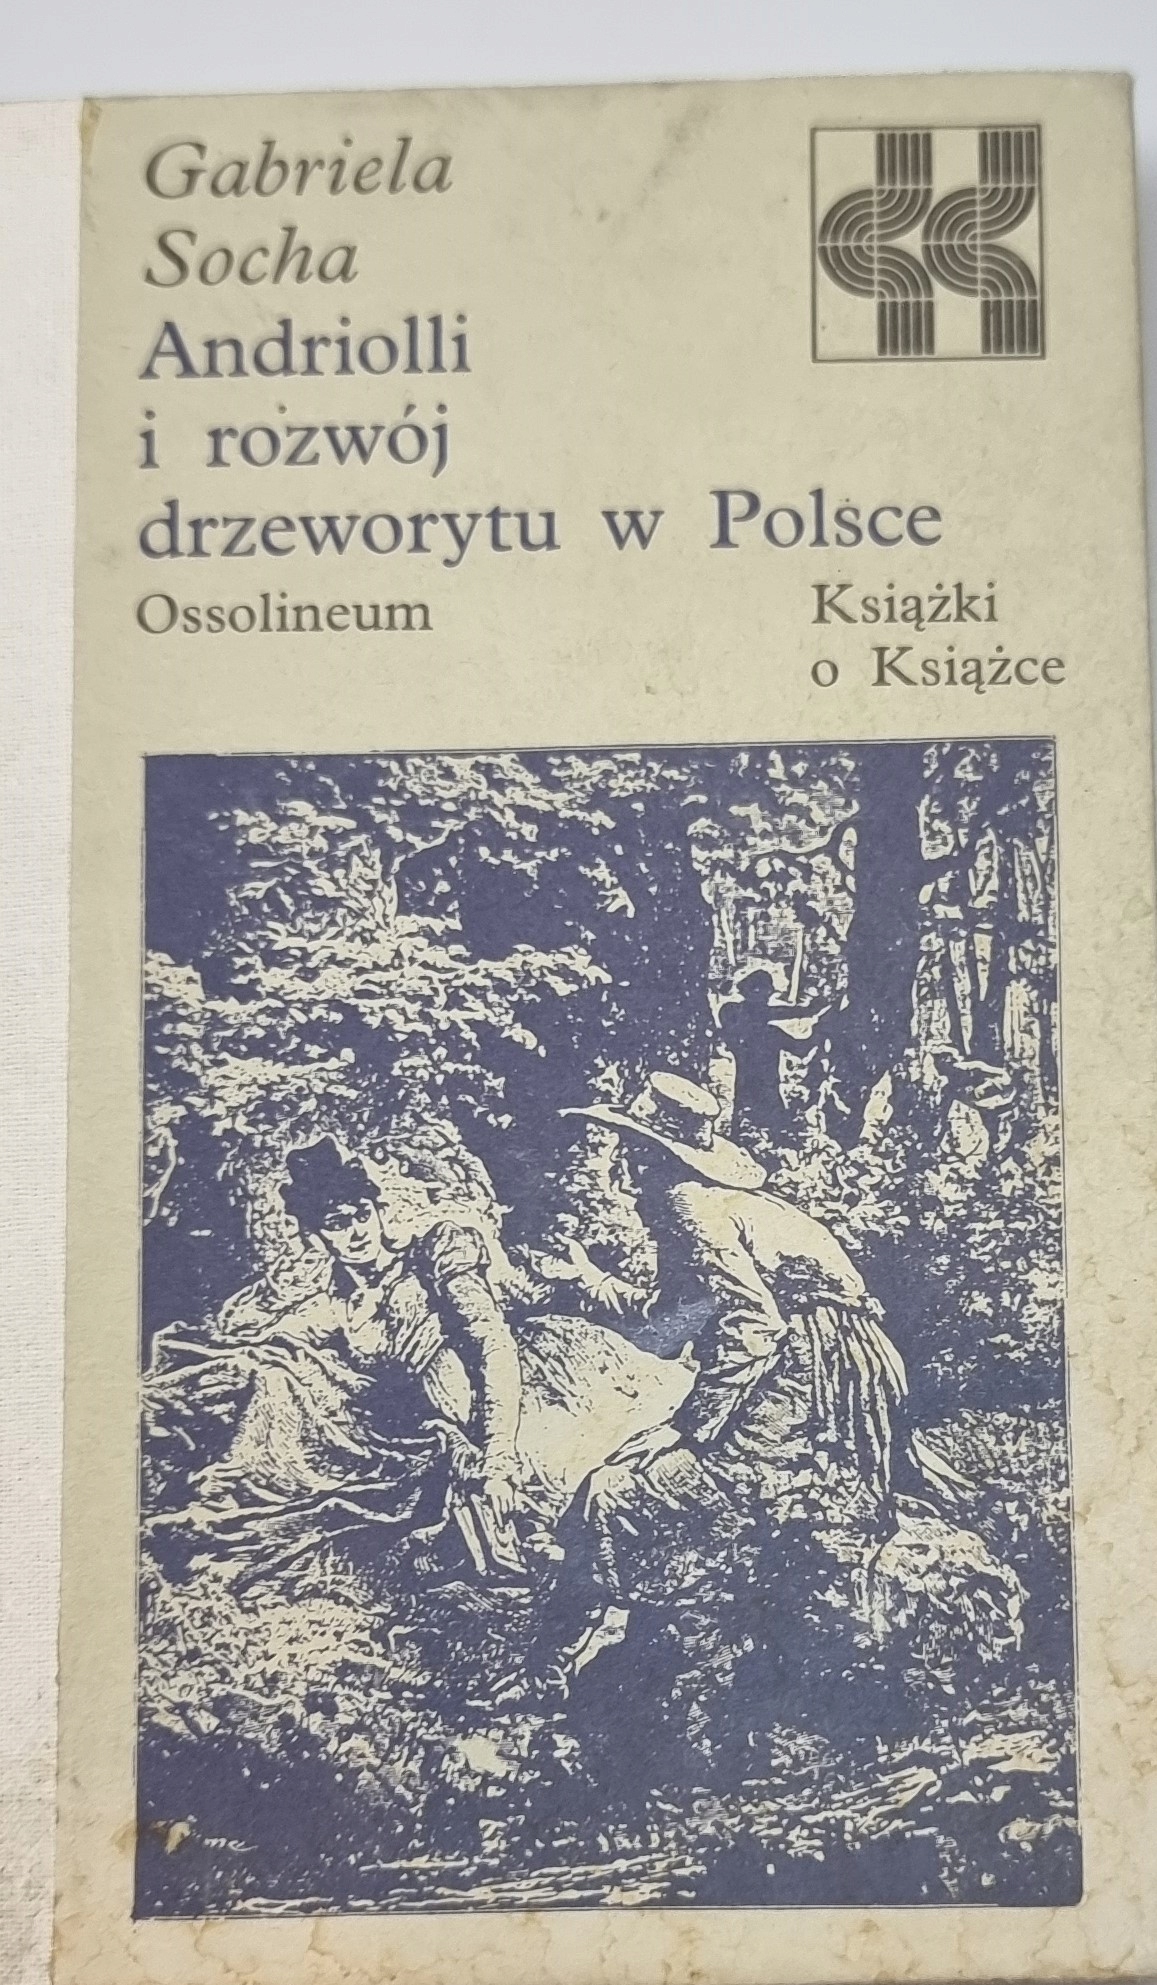 Gabriela
Socha
Andriolli
i rozwój
drzeworytu w Polsce
Ossolineum
Książki
o Książce